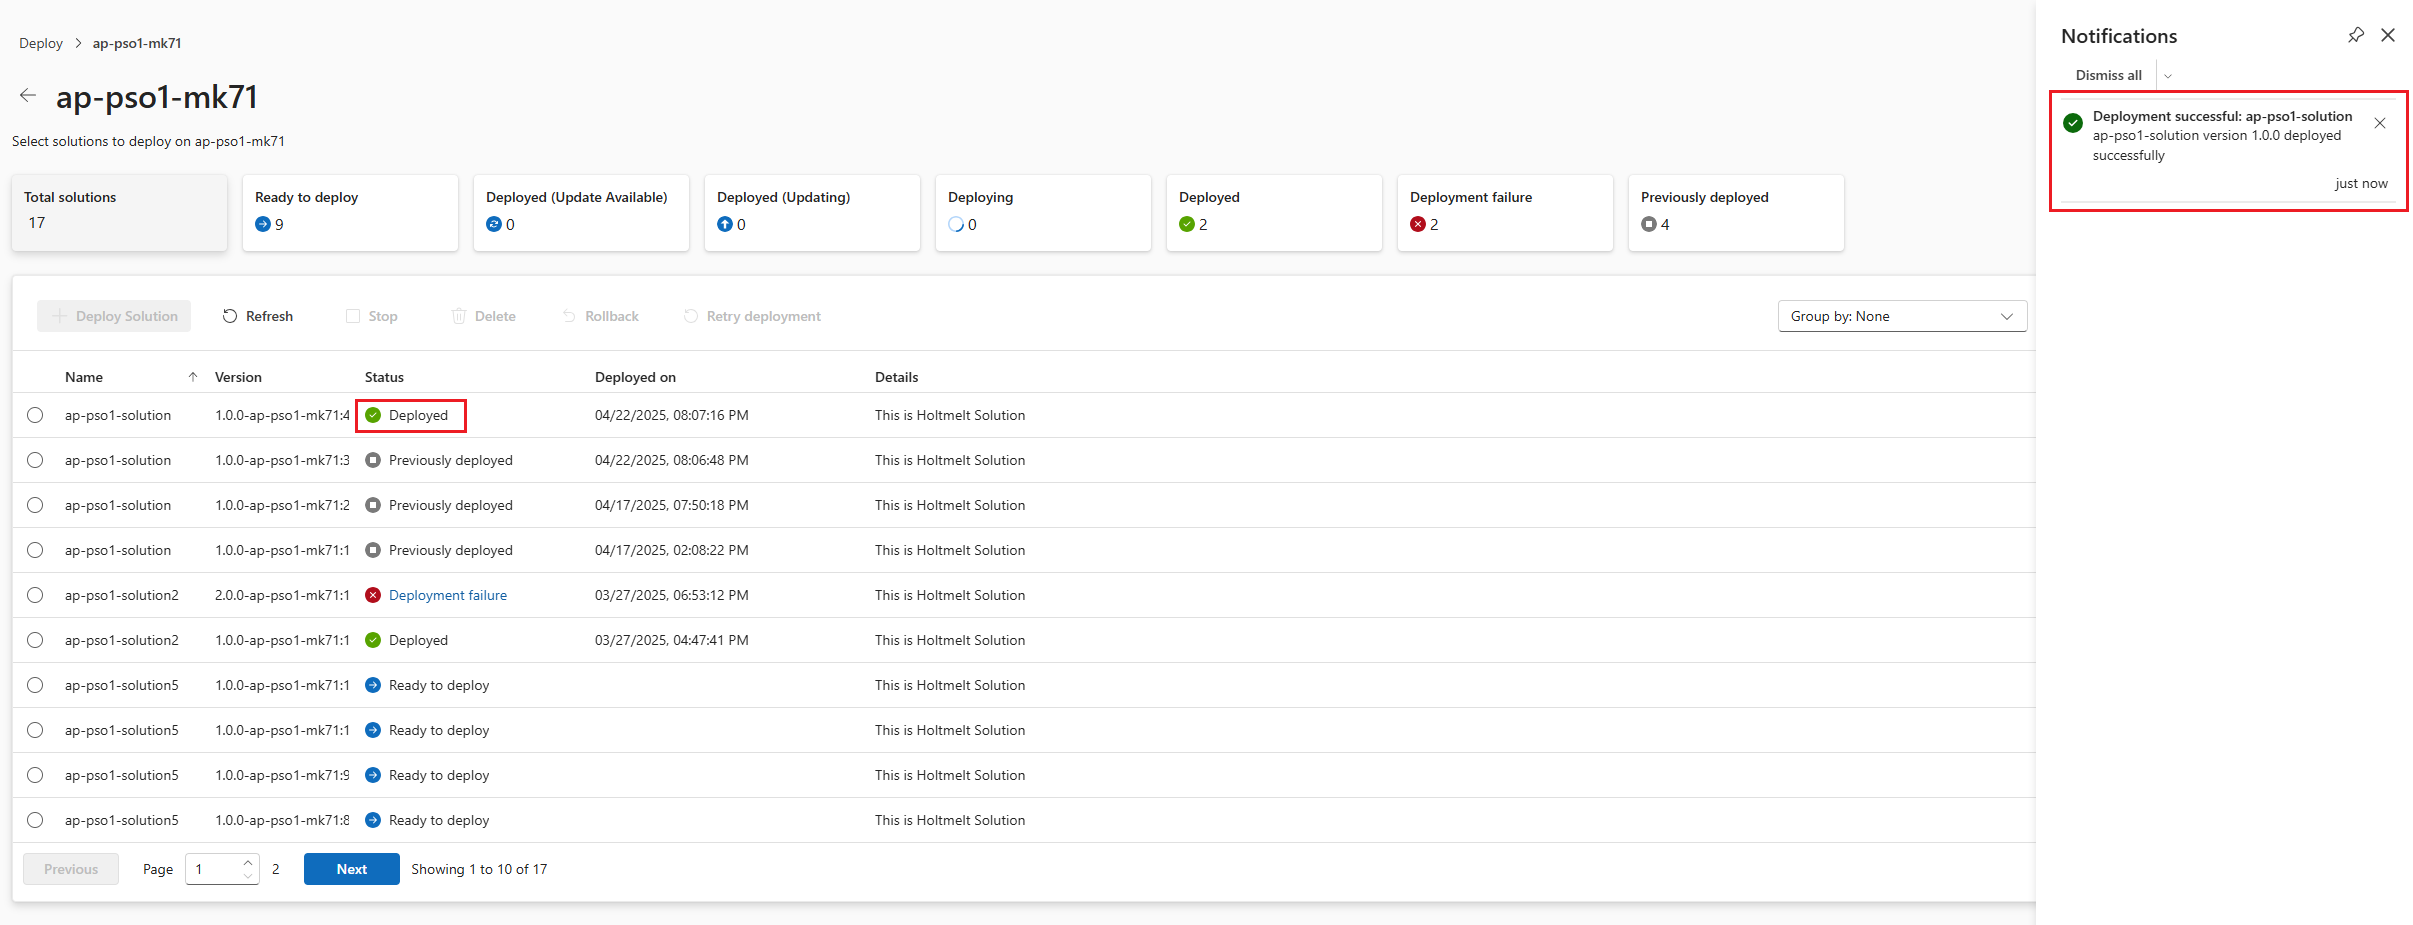 Deploy > ap-pso1-mk71
ap-pso1-mk71
Select solutions to deploy on ap-pso1-mk71
Total solutions
17
Ready to deploy
9
Deployed (Update Available)
0
Deployed (Updating)
0
Deploying
0
Deployed
2
Deployment failure
2
Previously deployed
4
Deploy Solution Refresh Stop Delete Rollback Retry deployment Group by: None
Name Version Status Deployed on Details
ap-pso1-solution 1.0.0-ap-pso1-mk71:4 Deployed 04/22/2025, 08:07:16 PM This is Holtmelt Solution
ap-pso1-solution 1.0.0-ap-pso1-mk71:3 Previously deployed 04/22/2025, 08:06:48 PM This is Holtmelt Solution
ap-pso1-solution 1.0.0-ap-pso1-mk71:2 Previously deployed 04/17/2025, 07:50:18 PM This is Holtmelt Solution
ap-pso1-solution 1.0.0-ap-pso1-mk71:1 Previously deployed 04/17/2025, 02:08:22 PM This is Holtmelt Solution
ap-pso1-solution2 2.0.0-ap-pso1-mk71:1 Deployment failure 03/27/2025, 06:53:12 PM This is Holtmelt Solution
ap-pso1-solution2 1.0.0-ap-pso1-mk71:1 Deployed 03/27/2025, 04:47:41 PM This is Holtmelt Solution
ap-pso1-solution5 1.0.0-ap-pso1-mk71:1 Ready to deploy This is Holtmelt Solution
ap-pso1-solution5 1.0.0-ap-pso1-mk71:1 Ready to deploy This is Holtmelt Solution
ap-pso1-solution5 1.0.0-ap-pso1-mk71:9 Ready to deploy This is Holtmelt Solution
ap-pso1-solution5 1.0.0-ap-pso1-mk71:8 Ready to deploy This is Holtmelt Solution
Previous Page 1 2 Next Showing 1 to 10 of 17
Notifications
Dismiss all
Deployment successful: ap-pso1-solution
ap-pso1-solution version 1.0.0 deployed
successfully
just now